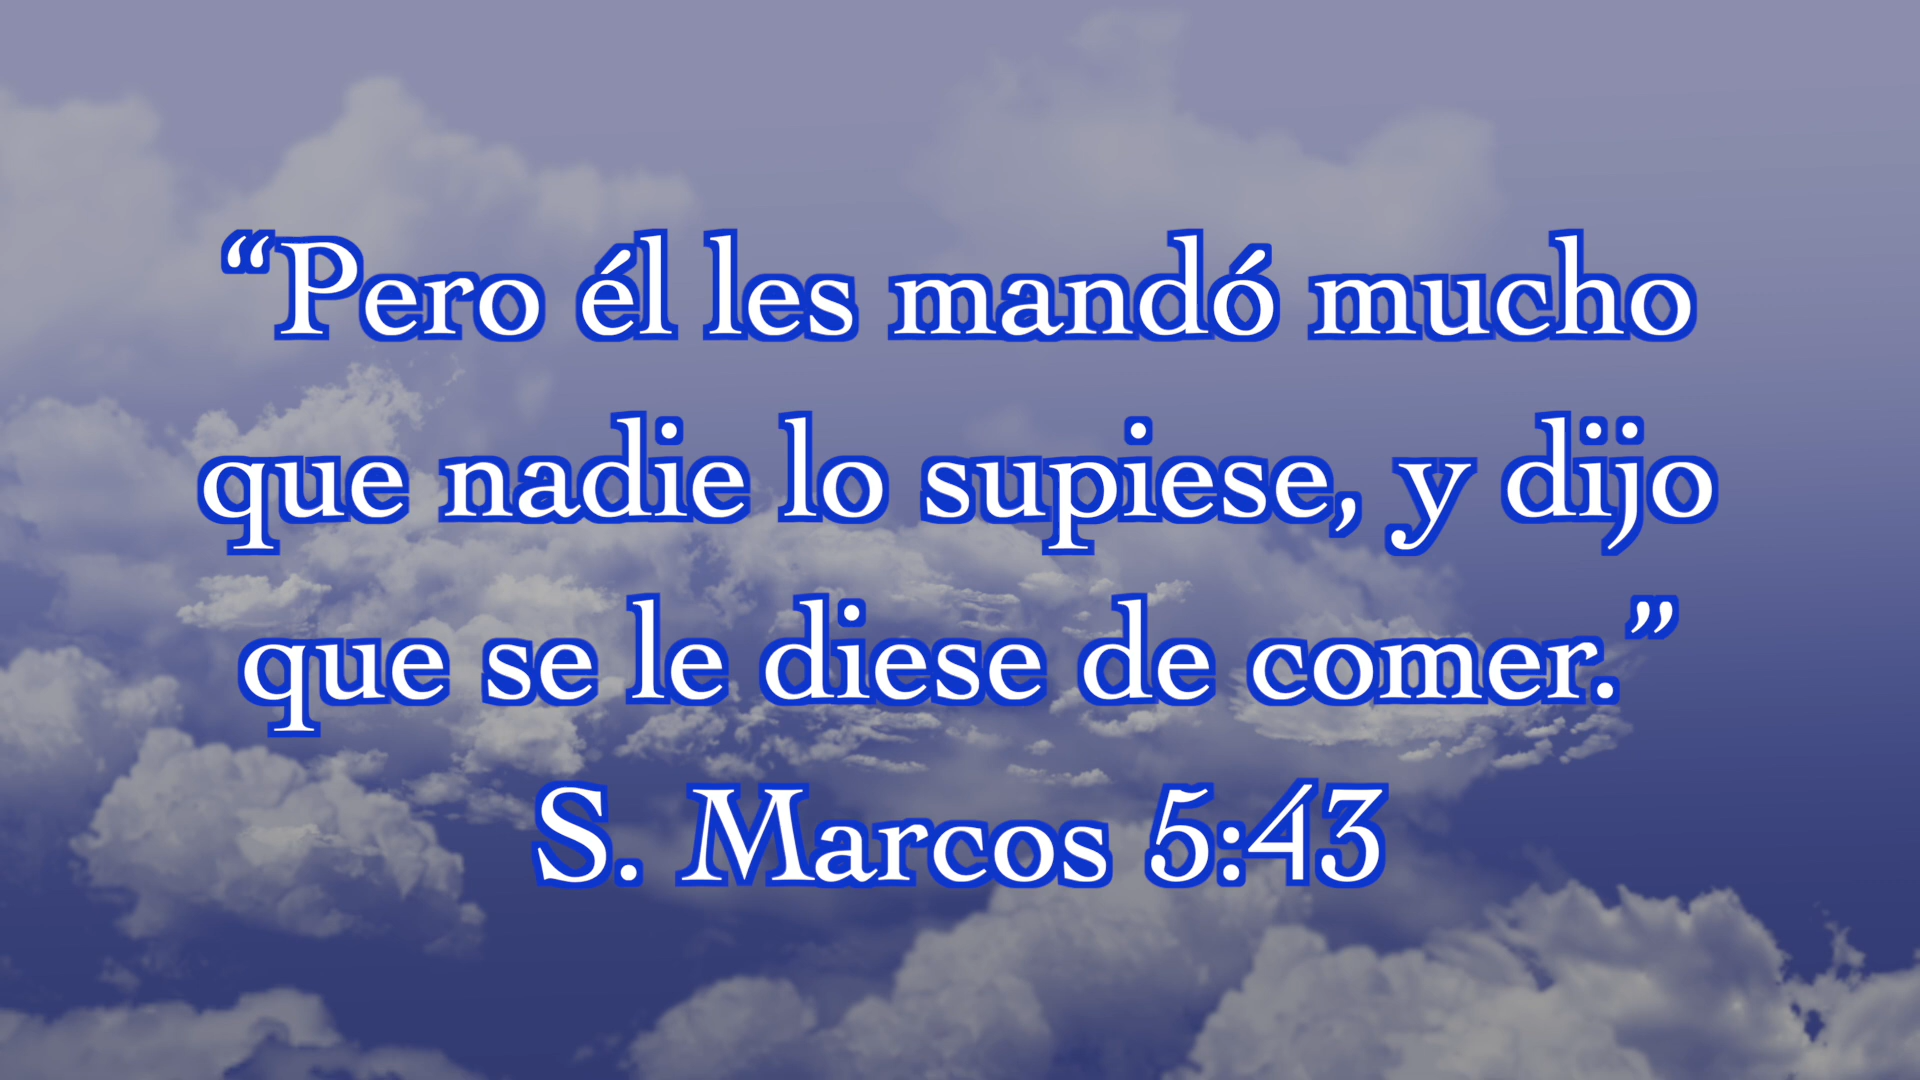 “Pero él les mandó mucho
que nadie lo supiese, y dijo
que se le diese de comer.”
S. Marcos 5:43